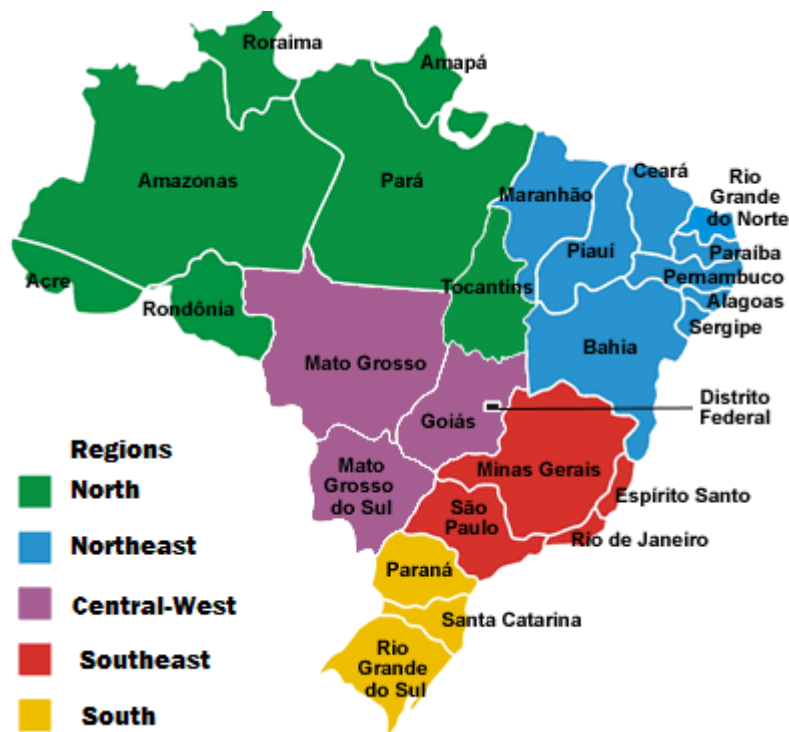 Roraima
Amapá
Amazonas
Pará
Maranhão
Ceará
Rio
Grande
do Norte
Piauí
Paraíba
Pernambuco
Alagoas
Sergipe
Acre
Rondônia
Tocantins
Bahia
Mato Grosso
Distrito
Federal
Goiás
Mato
Grosso
do Sul
Minas Gerais
Espírito Santo
São
Paulo
Rio de Janeiro
Paraná
Santa Catarina
Rio
Grande
do Sul
Regions
North
Northeast
Central-West
Southeast
South